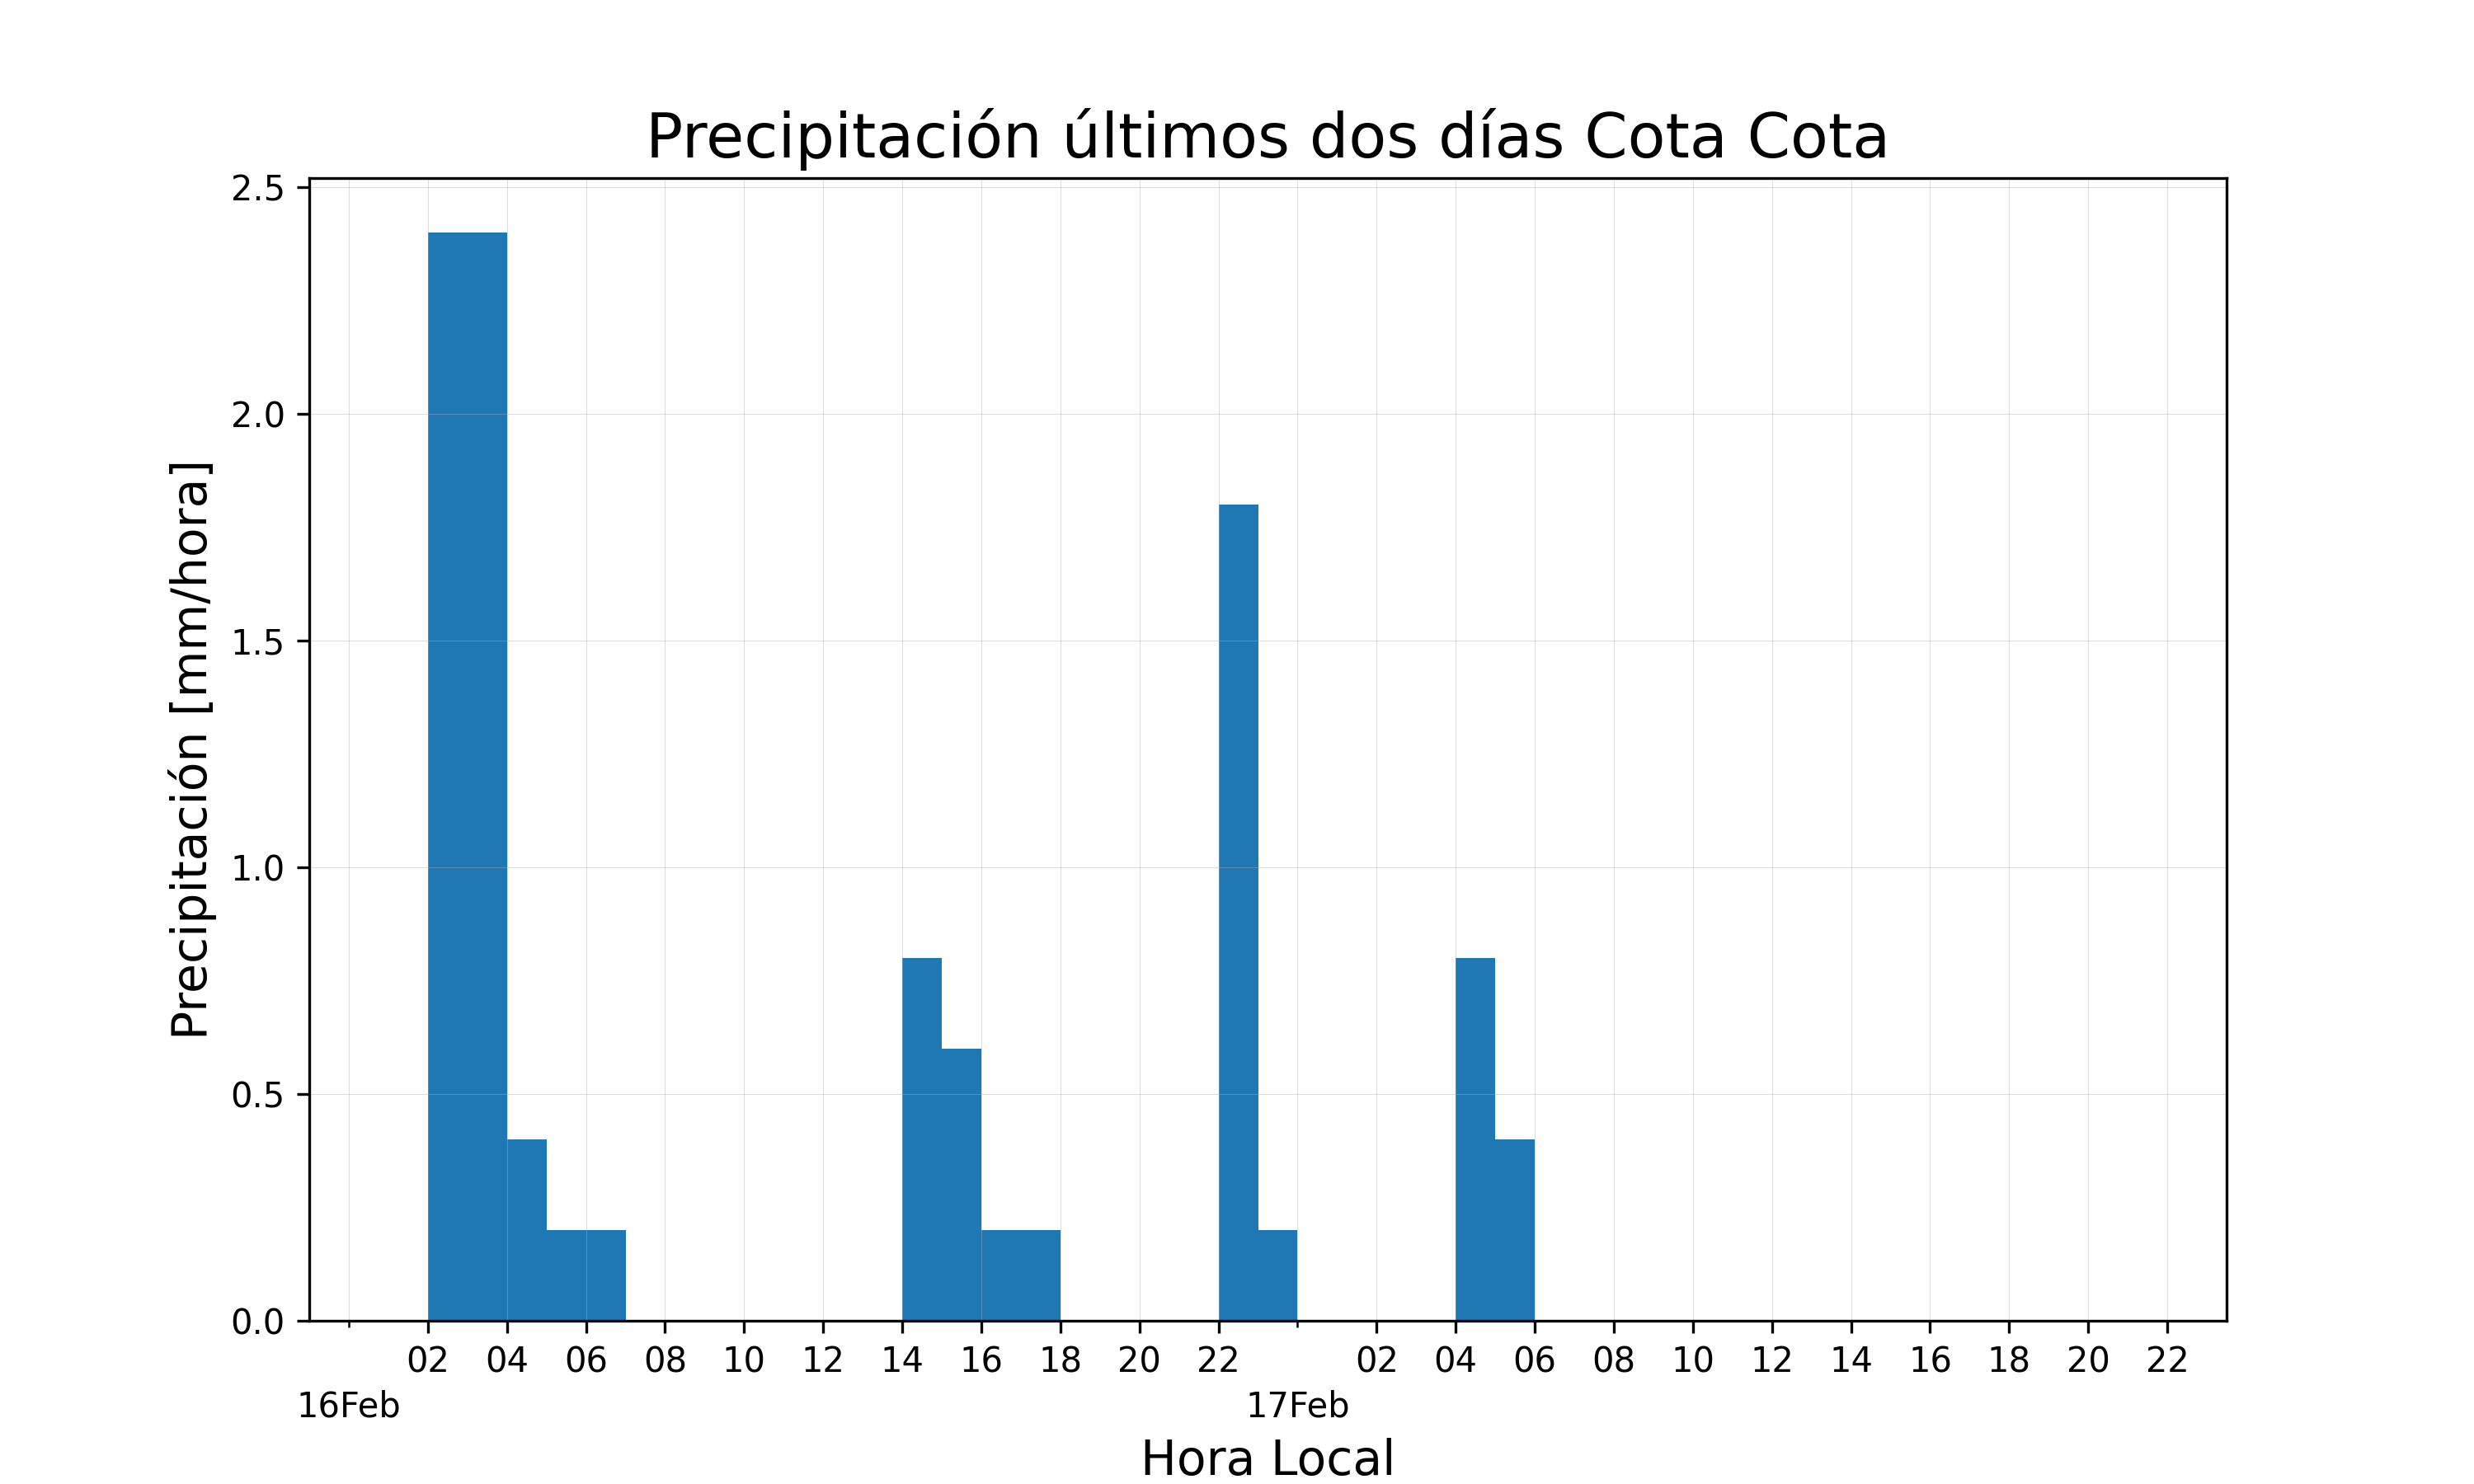 Precipitación últimos dos días Cota Cota
Precipitación [mm/hora]
2.5
2.0
1.5
1.0
0.5
0.0
02 04 06 08 10 12 14 16 18 20 22 02 04 06 08 10 12 14 16 18 20 22
16Feb 17Feb
Hora Local